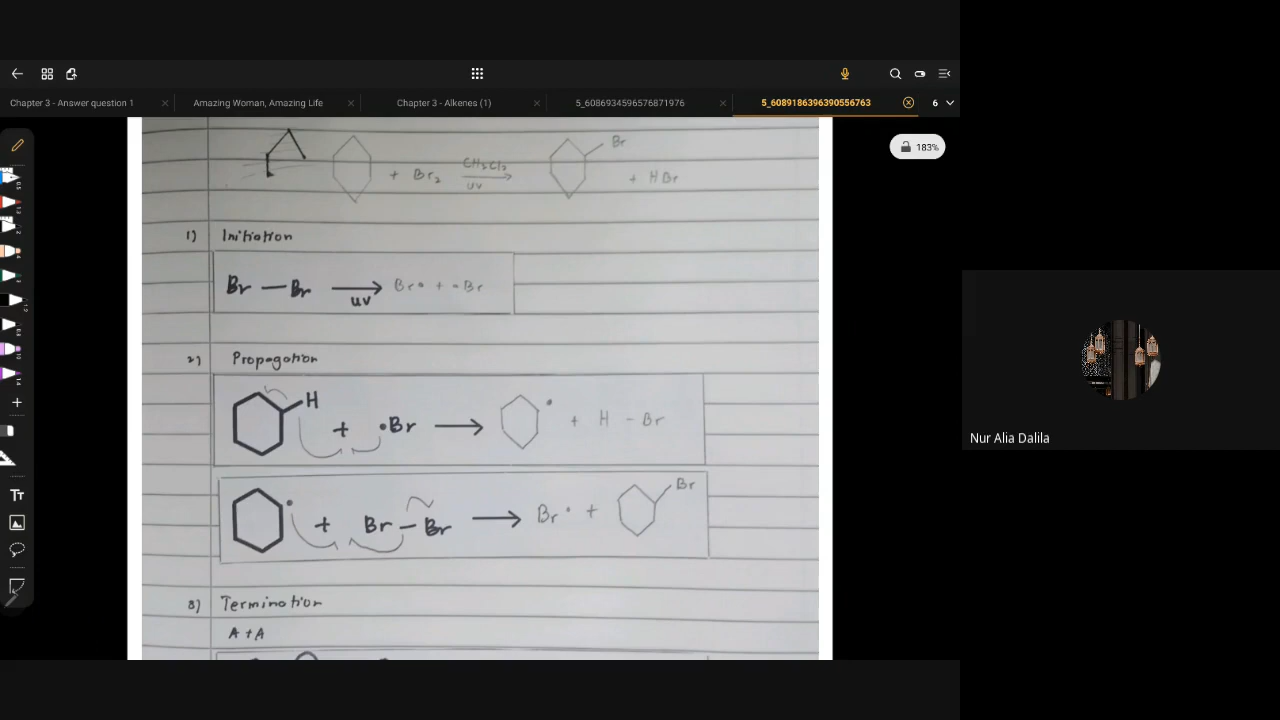 Chapter 3 - Answer question 1
Amazing Woman, Amazing Life
Chapter 3 - Alkenes (1)
5_6086934596576871976
5_6089186396390556763
6
183%
+ Br₂ CH₂Cl₂ uv Br + HBr
1) Initiation
Br — Br uv Br• + •Br
2) Propagation
H + •Br → • + H - Br
• + Br — Br → Br• + Br
3) Termination
A + A
Tt
Nur Alia Dalila